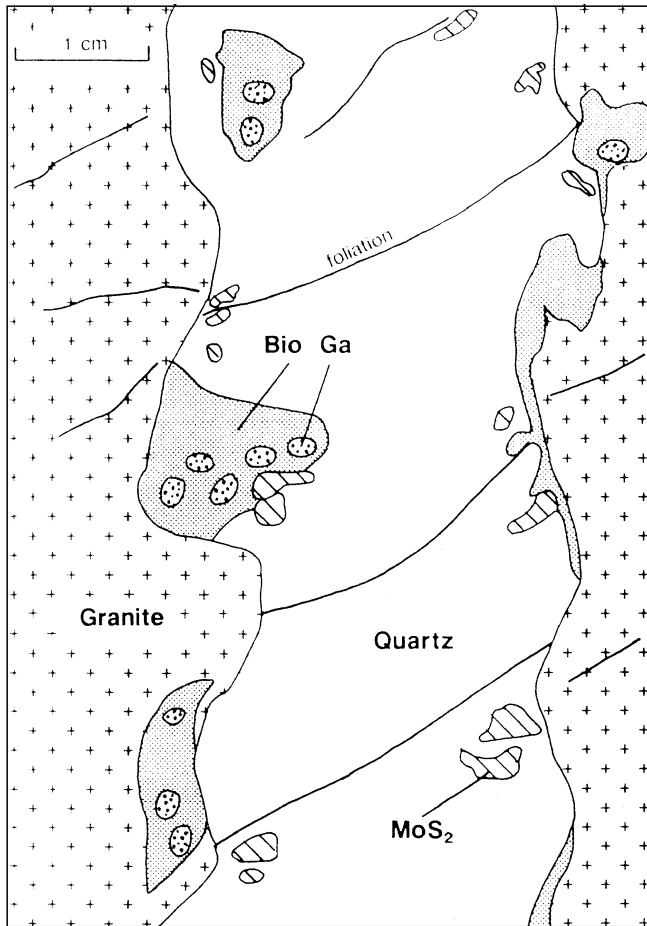 1 cm
foliation
Bio Ga
Granite
Quartz
MoS₂